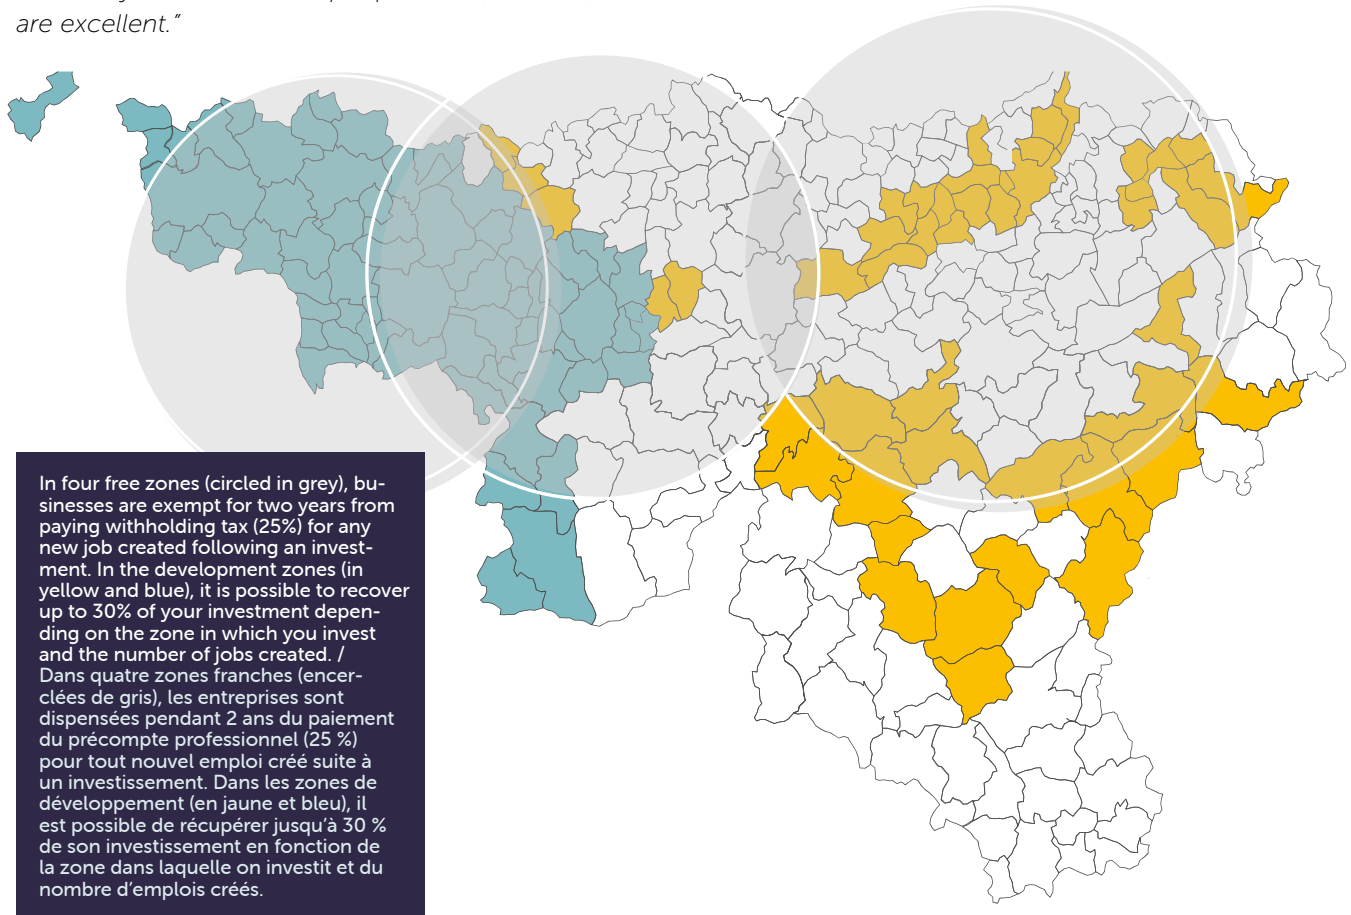 are excellent.”
In four free zones (circled in grey), bu-
sinesses are exempt for two years from
paying withholding tax (25%) for any
new job created following an invest-
ment. In the development zones (in
yellow and blue), it is possible to recover
up to 30% of your investment depen-
ding on the zone in which you invest
and the number of jobs created. /
Dans quatre zones franches (encer-
clées de gris), les entreprises sont
dispensées pendant 2 ans du paiement
du précompte professionnel (25 %)
pour tout nouvel emploi créé suite à
un investissement. Dans les zones de
développement (en jaune et bleu), il
est possible de récupérer jusqu’à 30 %
de son investissement en fonction de
la zone dans laquelle on investit et du
nombre d’emplois créés.